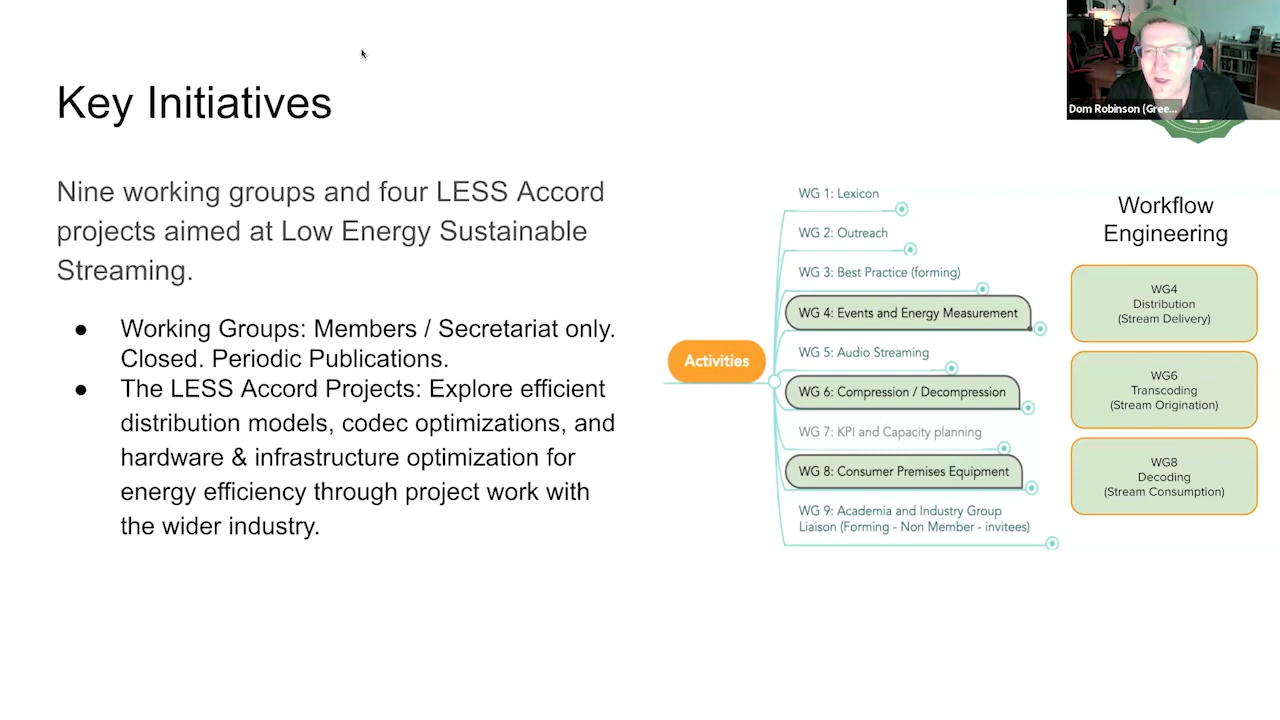 Key Initiatives
Nine working groups and four LESS Accord
projects aimed at Low Energy Sustainable
Streaming.
● Working Groups: Members / Secretariat only.
Closed. Periodic Publications.
● The LESS Accord Projects: Explore efficient
distribution models, codec optimizations, and
hardware & infrastructure optimization for
energy efficiency through project work with
the wider industry.
Activities
WG 1: Lexicon
WG 2: Outreach
WG 3: Best Practice (forming)
WG 4: Events and Energy Measurement
WG 5: Audio Streaming
WG 6: Compression / Decompression
WG 7: KPI and Capacity planning
WG 8: Consumer Premises Equipment
WG 9: Academia and Industry Group
Liaison (Forming - Non Member - invitees)
Workflow
Engineering
WG4
Distribution
(Stream Delivery)
WG6
Transcoding
(Stream Origination)
WG8
Decoding
(Stream Consumption)
Dom Robinson (Gree...